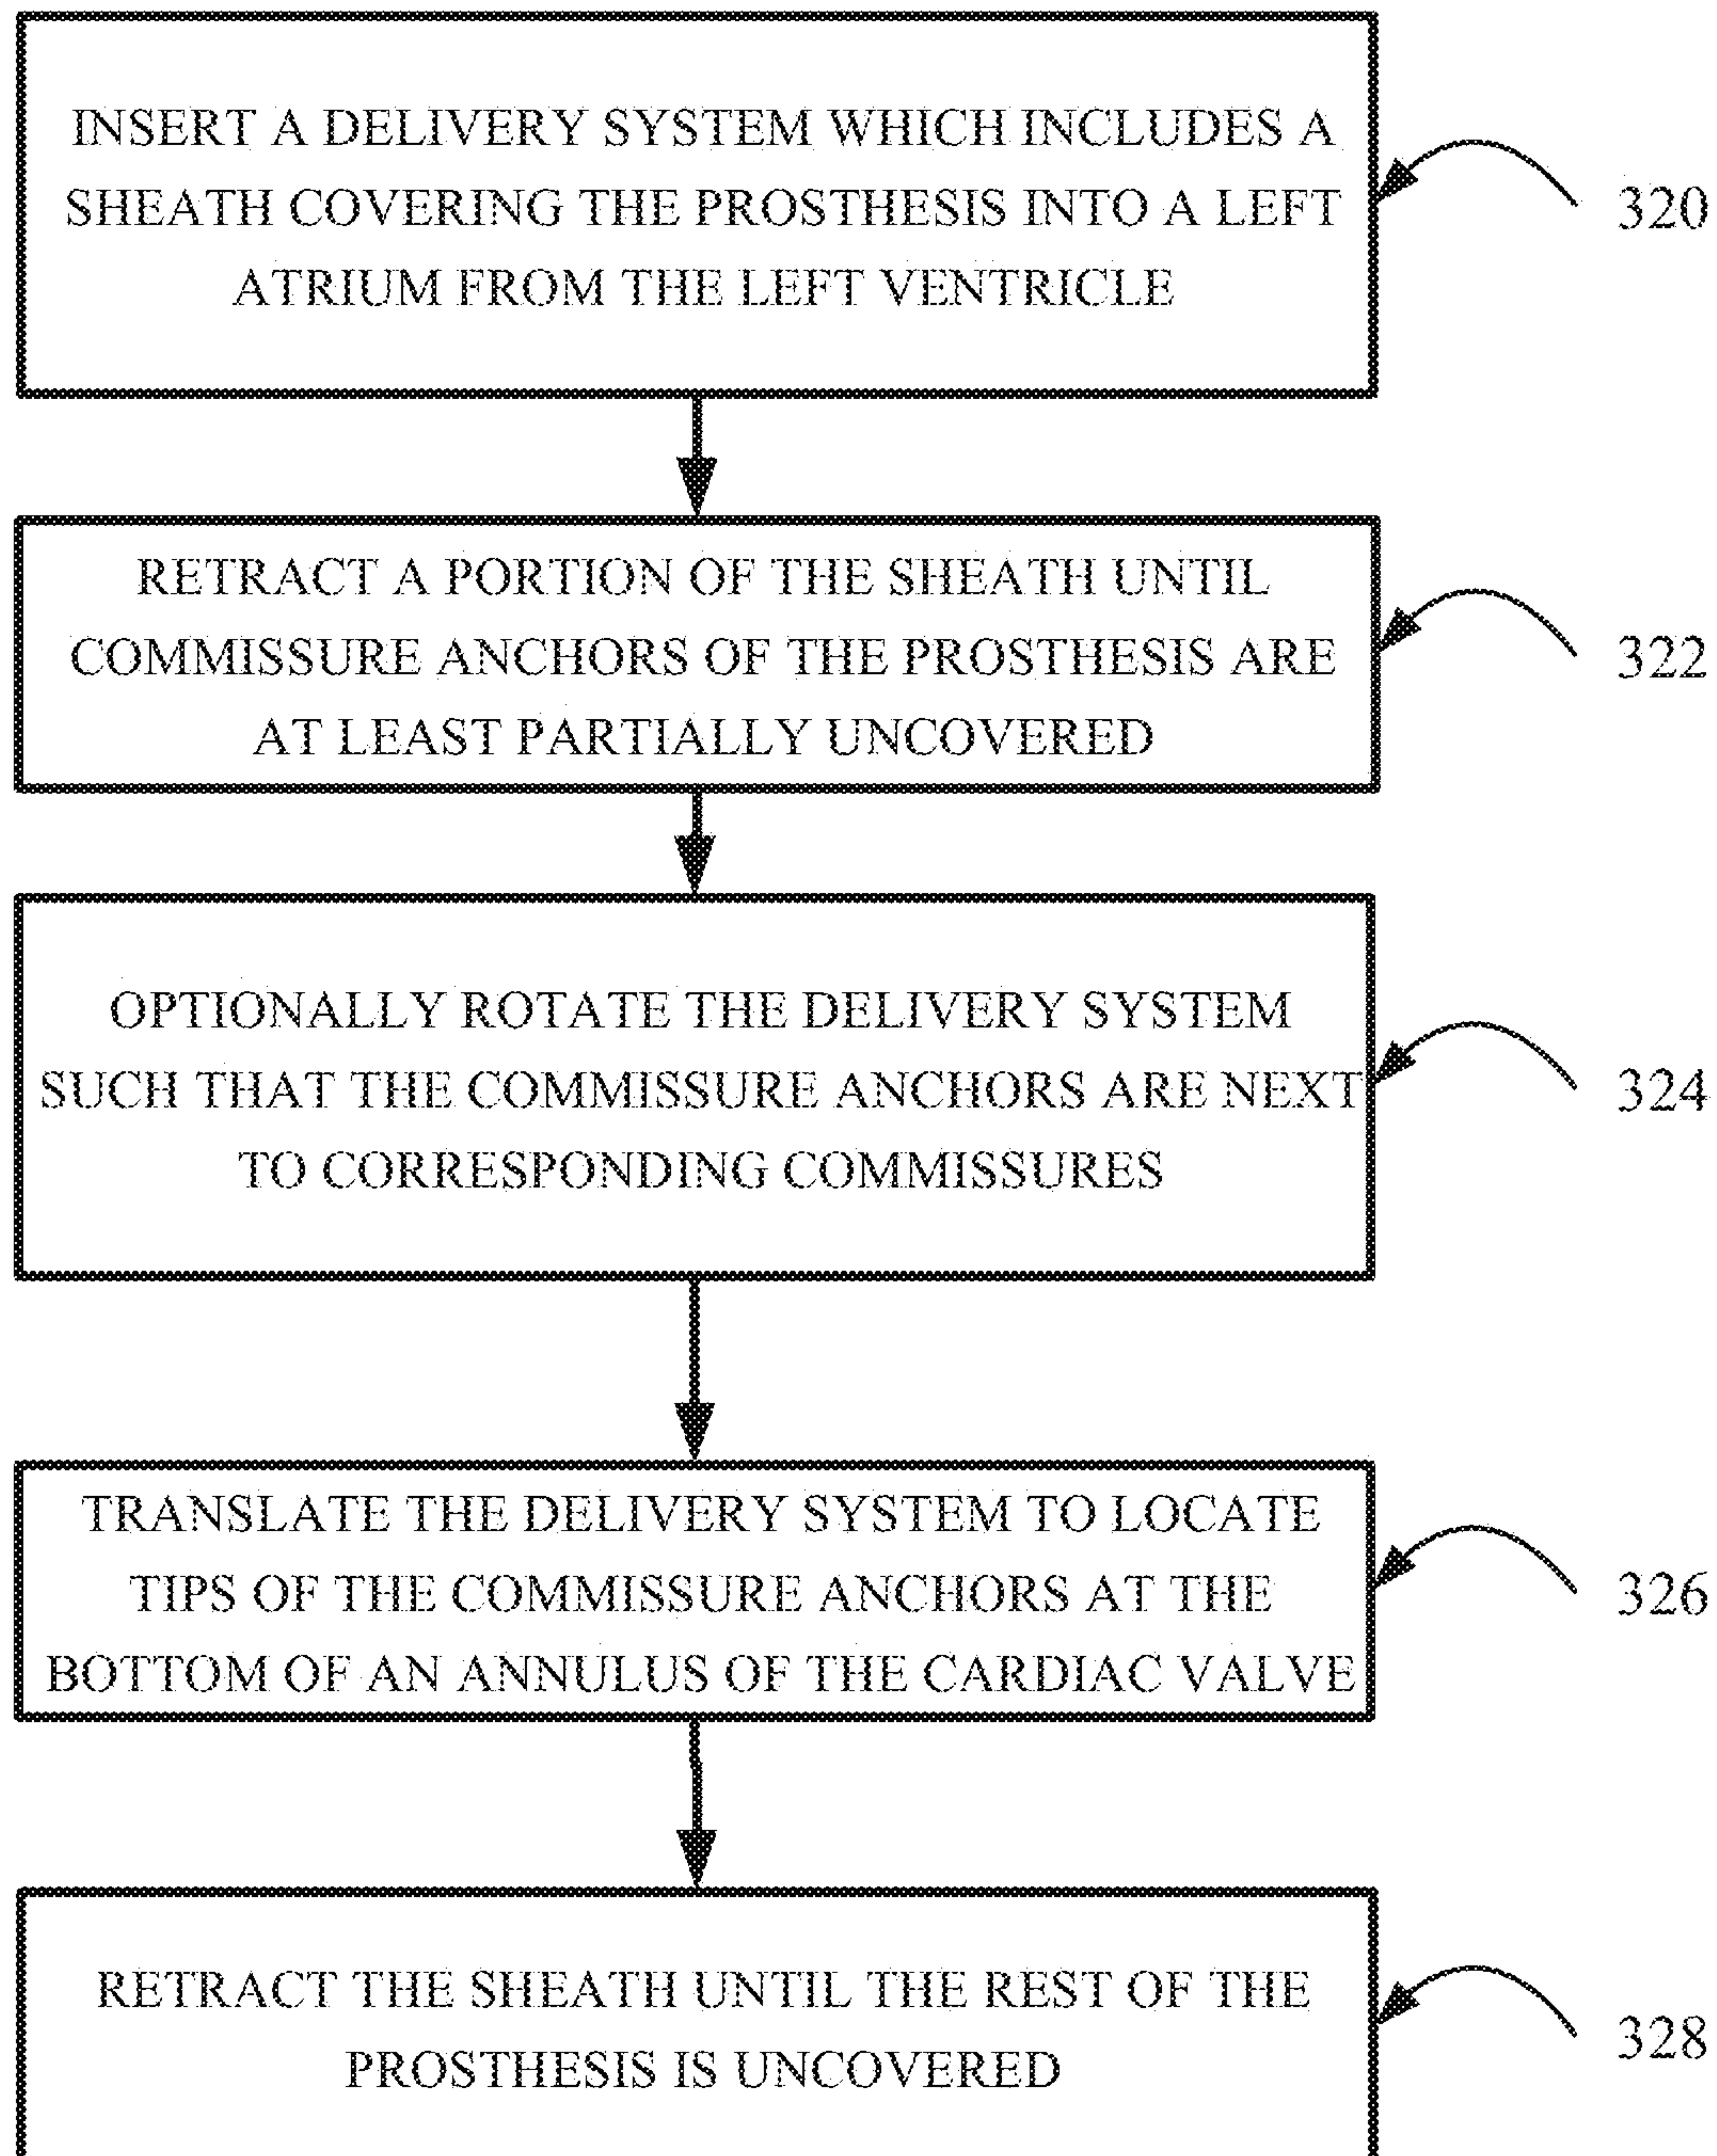 INSERT A DELIVERY SYSTEM WHICH INCLUDES A
SHEATH COVERING THE PROSTHESIS INTO A LEFT
ATRIUM FROM THE LEFT VENTRICLE
320
RETRACT A PORTION OF THE SHEATH UNTIL
COMMISSURE ANCHORS OF THE PROSTHESIS ARE
AT LEAST PARTIALLY UNCOVERED
322
OPTIONALLY ROTATE THE DELIVERY SYSTEM
SUCH THAT THE COMMISSURE ANCHORS ARE NEXT
TO CORRESPONDING COMMISSURES
324
TRANSLATE THE DELIVERY SYSTEM TO LOCATE
TIPS OF THE COMMISSURE ANCHORS AT THE
BOTTOM OF AN ANNULUS OF THE CARDIAC VALVE
326
RETRACT THE SHEATH UNTIL THE REST OF THE
PROSTHESIS IS UNCOVERED
328